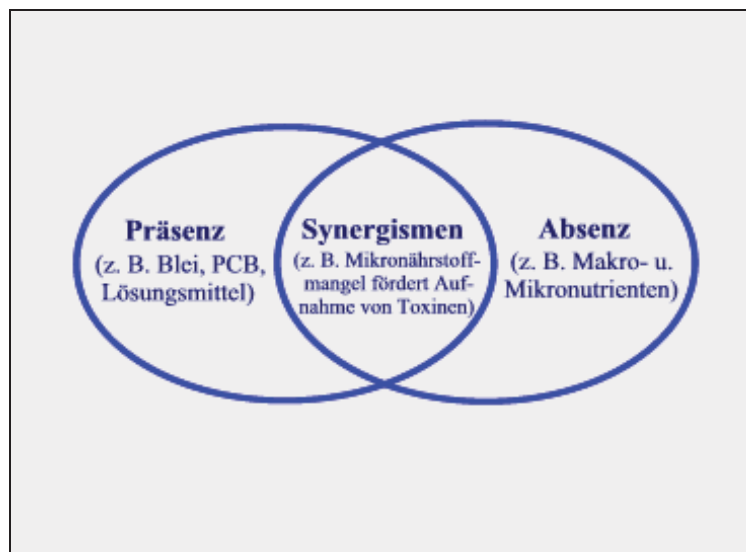 Präsenz
(z. B. Blei, PCB,
Lösungsmittel)
Synergismen
(z. B. Mikronährstoff-
mangel fördert Auf-
nahme von Toxinen)
Absenz
(z. B. Makro- u.
Mikronutrienten)